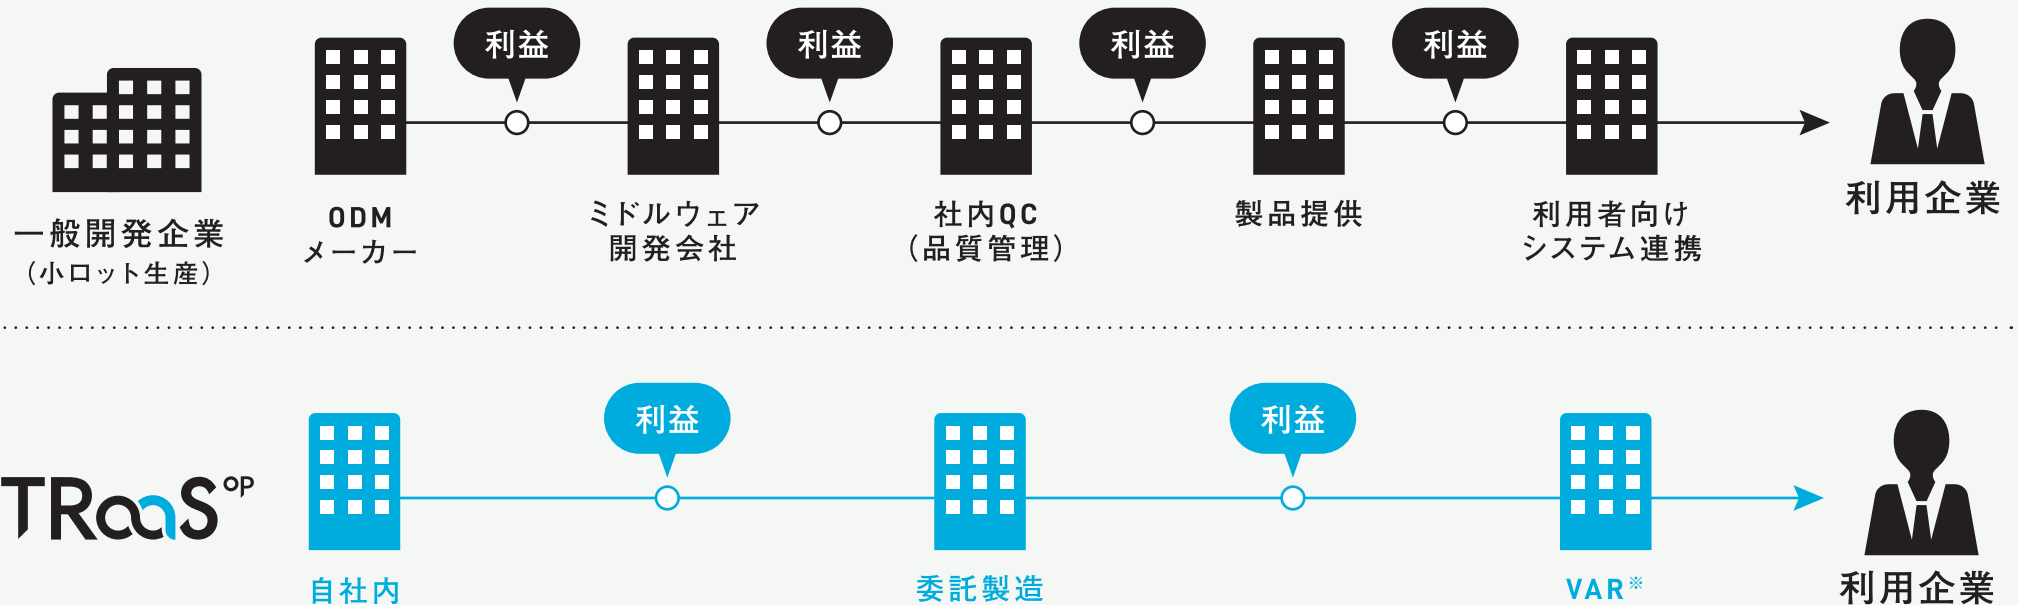 利益
利益
利益
利益
一般開発企業
（小ロット生産）
ODM
メーカー
ミドルウェア
開発会社
社内QC
（品質管理）
製品提供
利用者向け
システム連携
利用企業
TRaaS OP
利益
利益
自社内
委託製造
VAR※
利用企業